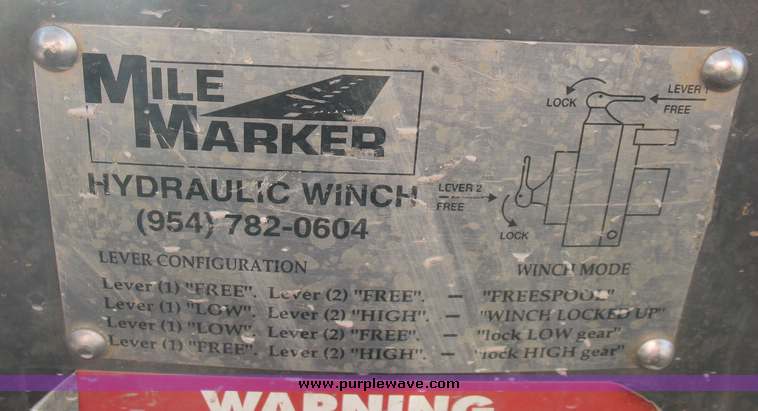 MILE
MARKER
HYDRAULIC WINCH
(954) 782-0604
LEVER 1
LOCK
FREE
LEVER 2
FREE
LOCK
LEVER CONFIGURATION WINCH MODE
Lever (1) "FREE". Lever (2) "FREE". — "FREESPOOL"
Lever (1) "LOW". Lever (2) "HIGH". — "WINCH LOCKED UP"
Lever (1) "LOW". Lever (2) "FREE". — "lock LOW gear"
Lever (1) "FREE". Lever (2) "HIGH". — "lock HIGH gear"
www.purplewave.com
WARNING